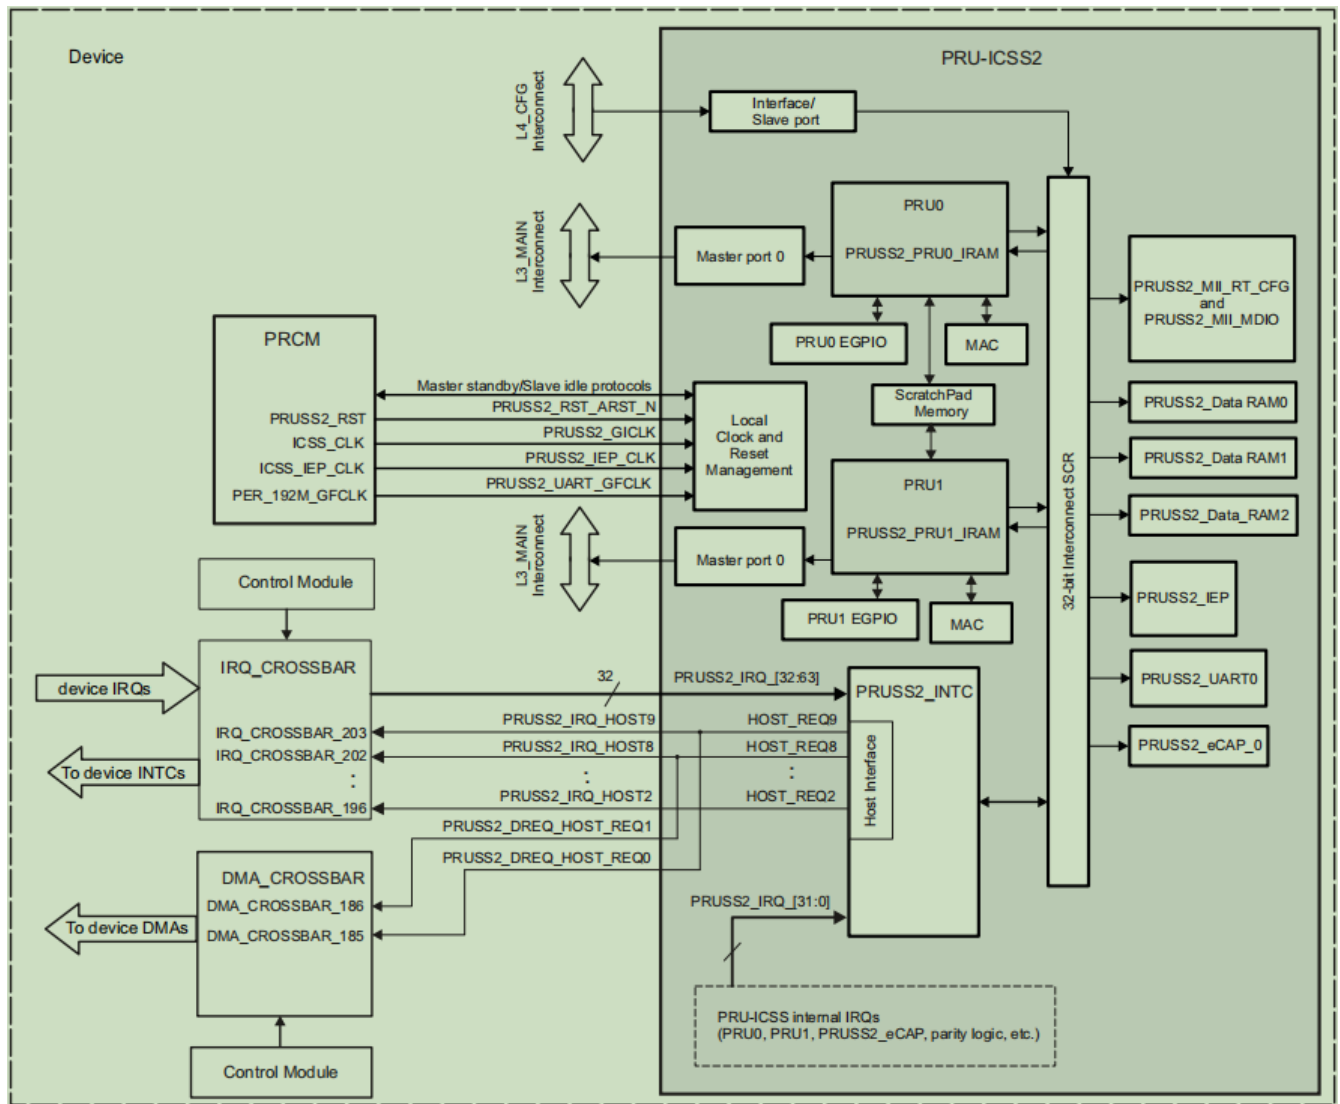 Device
PRU-ICSS2
L4_CFG
Interconnect
Interface/
Slave port
L3_MAIN
Interconnect
Master port 0
PRU0
PRUSS2_PRU0_IRAM
PRU0 EGPIO
MAC
ScratchPad
Memory
32-bit Interconnect SCR
PRUSS2_MII_RT_CFG
and
PRUSS2_MII_MDIO
PRUSS2_Data RAM0
PRUSS2_Data RAM1
PRUSS2_Data_RAM2
PRUSS2_IEP
PRUSS2_UART0
PRUSS2_eCAP_0
PRCM
PRUSS2_RST
ICSS_CLK
ICSS_IEP_CLK
PER_192M_GFCLK
Master standby/Slave idle protocols
PRUSS2_RST_ARST_N
PRUSS2_GICLK
PRUSS2_IEP_CLK
PRUSS2_UART_GFCLK
Local
Clock and
Reset
Management
L3_MAIN
Interconnect
Master port 0
PRU1
PRUSS2_PRU1_IRAM
PRU1 EGPIO
MAC
Control Module
IRQ_CROSSBAR
device IRQs
IRQ_CROSSBAR_203
IRQ_CROSSBAR_202
:
IRQ_CROSSBAR_196
To device INTCs
32
PRUSS2_IRQ_[32:63]
PRUSS2_IRQ_HOST9
HOST_REQ9
PRUSS2_IRQ_HOST8
HOST_REQ8
:
:
PRUSS2_IRQ_HOST2
HOST_REQ2
PRUSS2_DREQ_HOST_REQ1
PRUSS2_DREQ_HOST_REQ0
PRUSS2_INTC
Host Interface
DMA_CROSSBAR
DMA_CROSSBAR_186
DMA_CROSSBAR_185
To device DMAs
Control Module
PRUSS2_IRQ_[31:0]
PRU-ICSS internal IRQs
(PRU0, PRU1, PRUSS2_eCAP, parity logic, etc.)